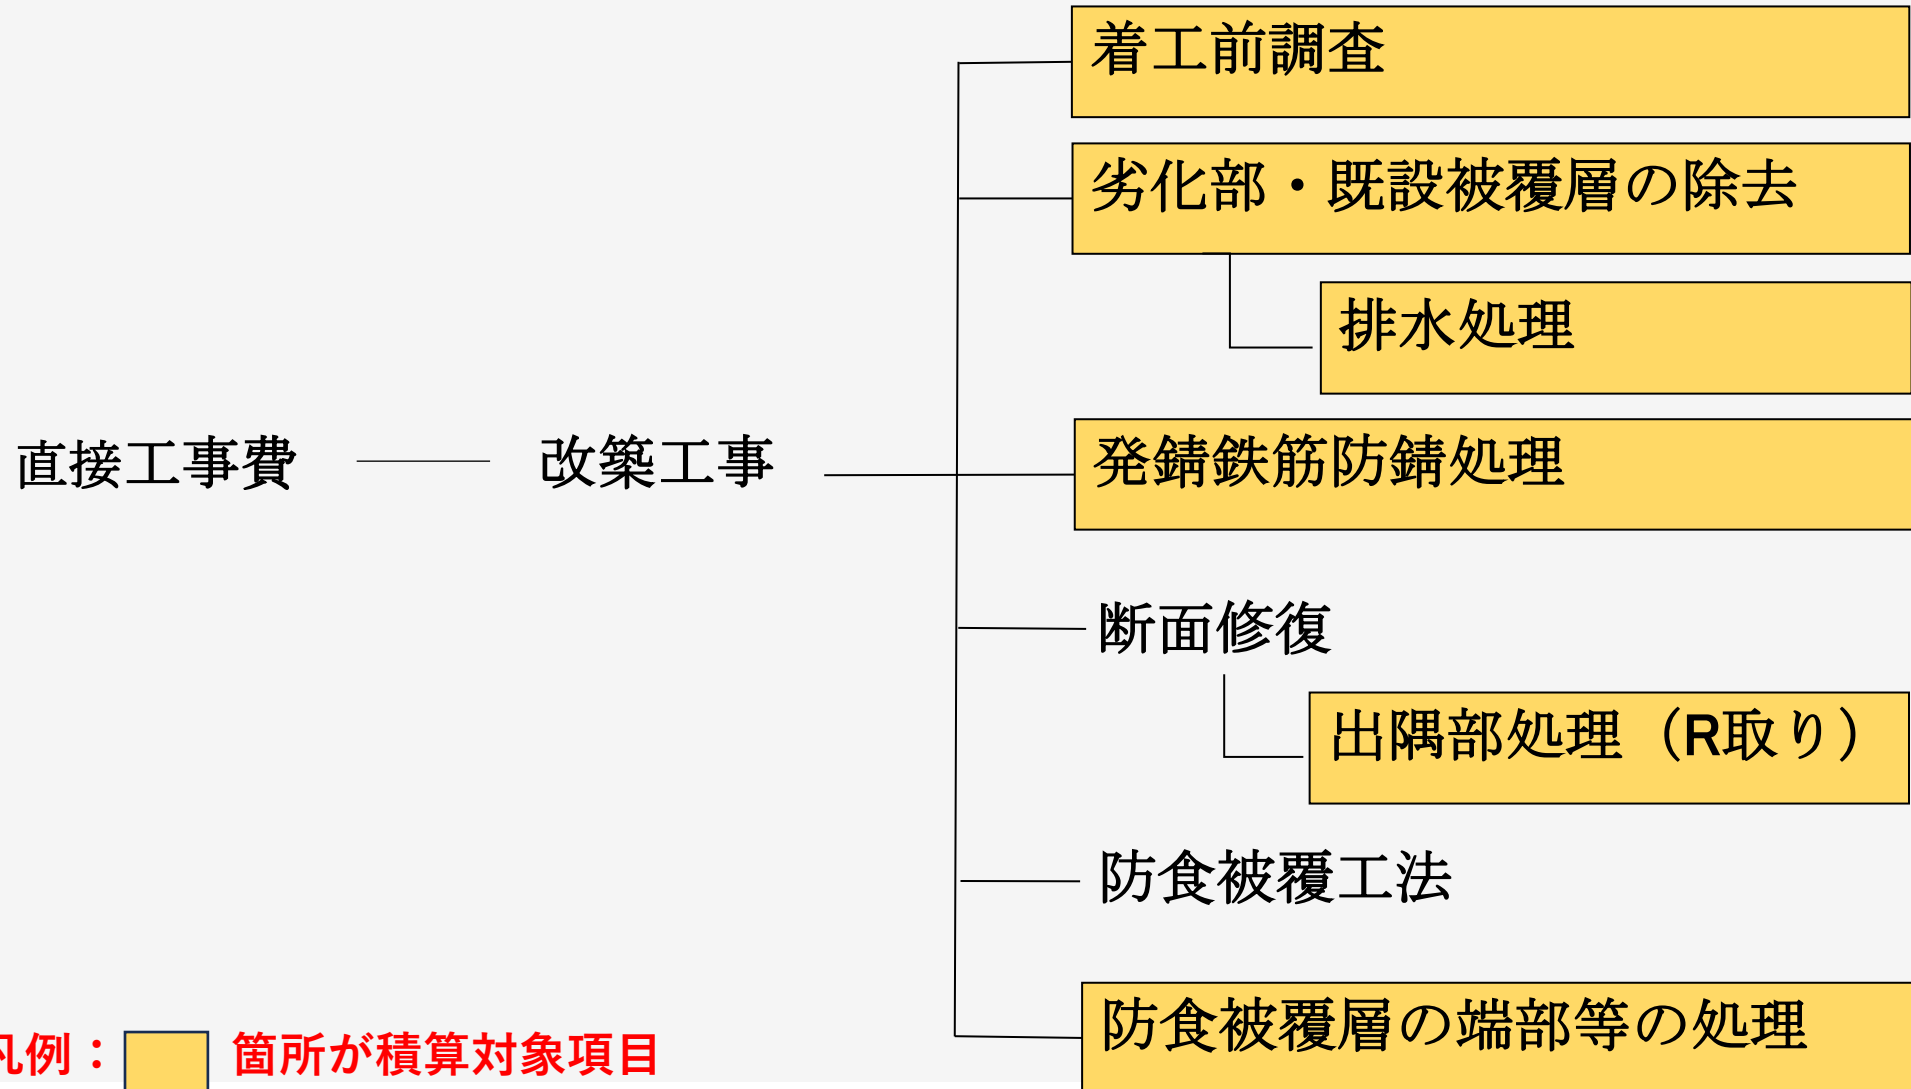 着工前調査
劣化部・既設被覆層の除去
排水処理
直接工事費
改築工事
発錆鉄筋防錆処理
断面修復
出隅部処理（R取り）
防食被覆工法
防食被覆層の端部等の処理
凡例：
箇所が積算対象項目